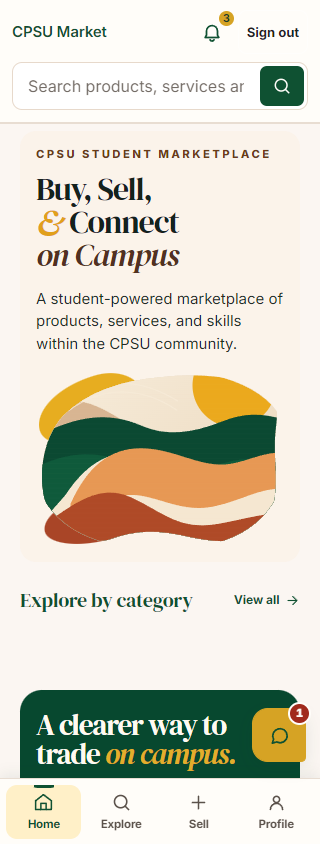 CPSU Market
3
Sign out
Search products, services ar
CPSU STUDENT MARKETPLACE
Buy, Sell,
& Connect
on Campus
A student-powered marketplace of
products, services, and skills
within the CPSU community.
Explore by category
View all →
A clearer way to
trade on campus.
1
Home
Explore
Sell
Profile